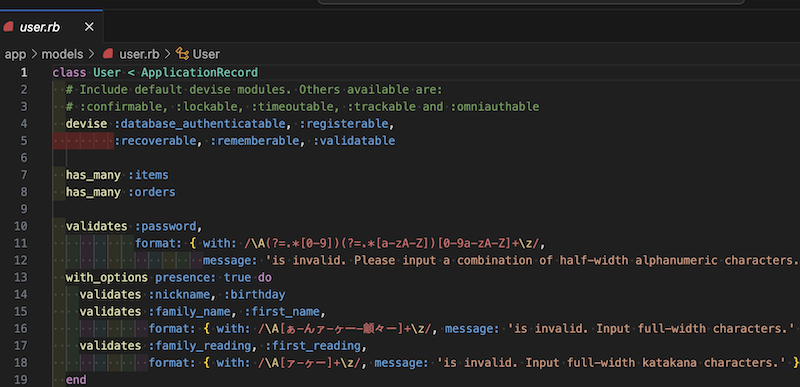 user.rb
app > models > user.rb > User
1 class User < ApplicationRecord
2 # Include default devise modules. Others available are:
3 # :confirmable, :lockable, :timeoutable, :trackable and :omniauthable
4 devise :database_authenticatable, :registerable,
5 :recoverable, :rememberable, :validatable
6
7 has_many :items
8 has_many :orders
9
10 validates :password,
11 format: { with: /\A(?=.*[0-9])(?=.*[a-zA-Z])[0-9a-zA-Z]+\z/,
12 message: 'is invalid. Please input a combination of half-width alphanumeric characters.
13 with_options presence: true do
14 validates :nickname, :birthday
15 validates :family_name, :first_name,
16 format: { with: /\A[ぁ-んァ-ヶ一-龥々ー]+\z/, message: 'is invalid. Input full-width characters.'
17 validates :family_reading, :first_reading,
18 format: { with: /\A[ァ-ヶー]+\z/, message: 'is invalid. Input full-width katakana characters.' }
19 end